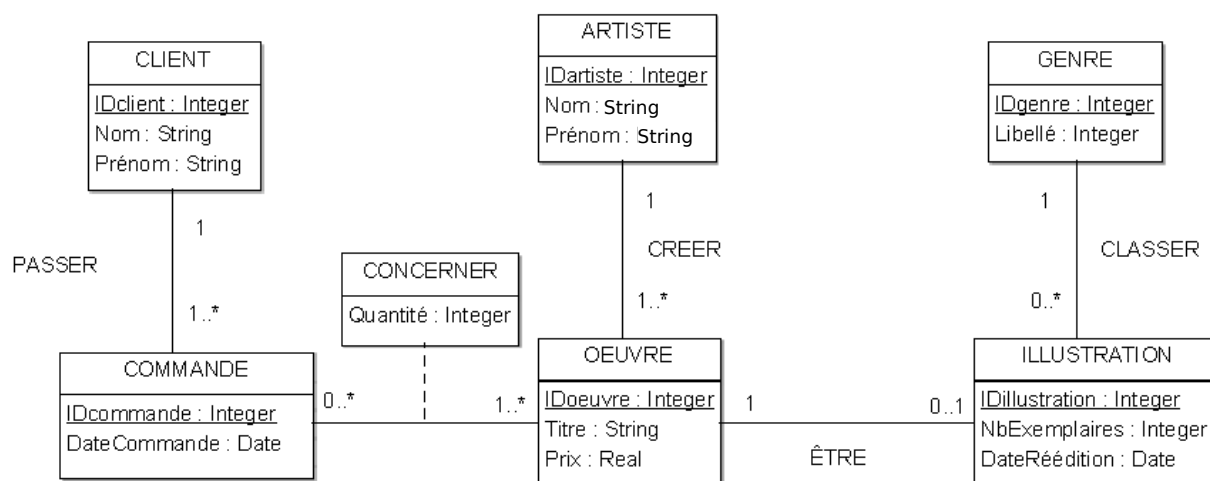 CLIENT
IDclient : Integer
Nom : String
Prénom : String
ARTISTE
IDartiste : Integer
Nom : String
Prénom : String
GENRE
IDgenre : Integer
Libellé : Integer
1
PASSER
1..*
1
CREER
1..*
1
CLASSER
0..*
CONCERNER
Quantité : Integer
COMMANDE
IDcommande : Integer
DateCommande : Date
0..*
1..*
OEUVRE
IDoeuvre : Integer
Titre : String
Prix : Real
1
0..1
ÊTRE
ILLUSTRATION
IDillustration : Integer
NbExemplaires : Integer
DateRéédition : Date